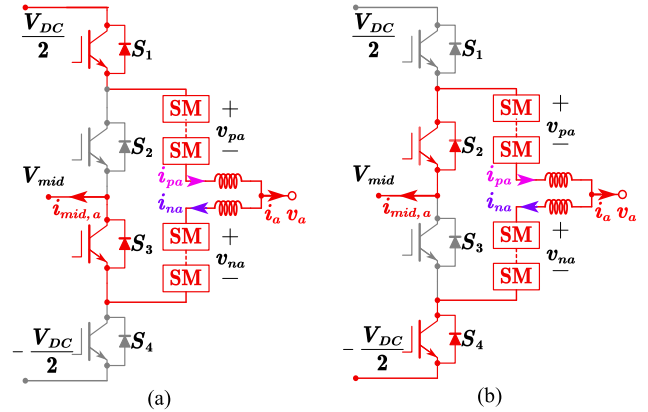 V_DC/2
S_1
SM
+
v_pa
S_2
SM
−
V_mid
i_pa
i_mid,a
i_na
i_a v_a
S_3
SM
+
v_na
SM
−
-V_DC/2
S_4
(a)
V_DC/2
S_1
SM
+
v_pa
S_2
SM
−
V_mid
i_pa
i_mid,a
i_na
i_a v_a
S_3
SM
+
v_na
SM
−
-V_DC/2
S_4
(b)